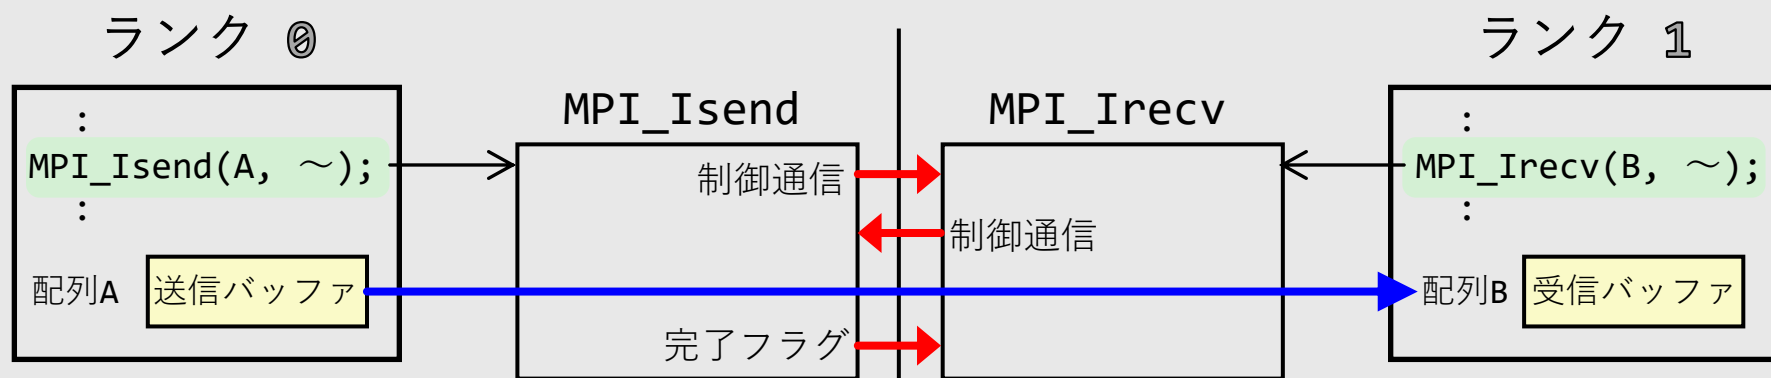 ランク 0
ランク 1
MPI_Isend
MPI_Irecv
:
MPI_Isend(A, ～);
:
配列A
送信バッファ
制御通信
制御通信
完了フラグ
:
MPI_Irecv(B, ～);
:
配列B
受信バッファ